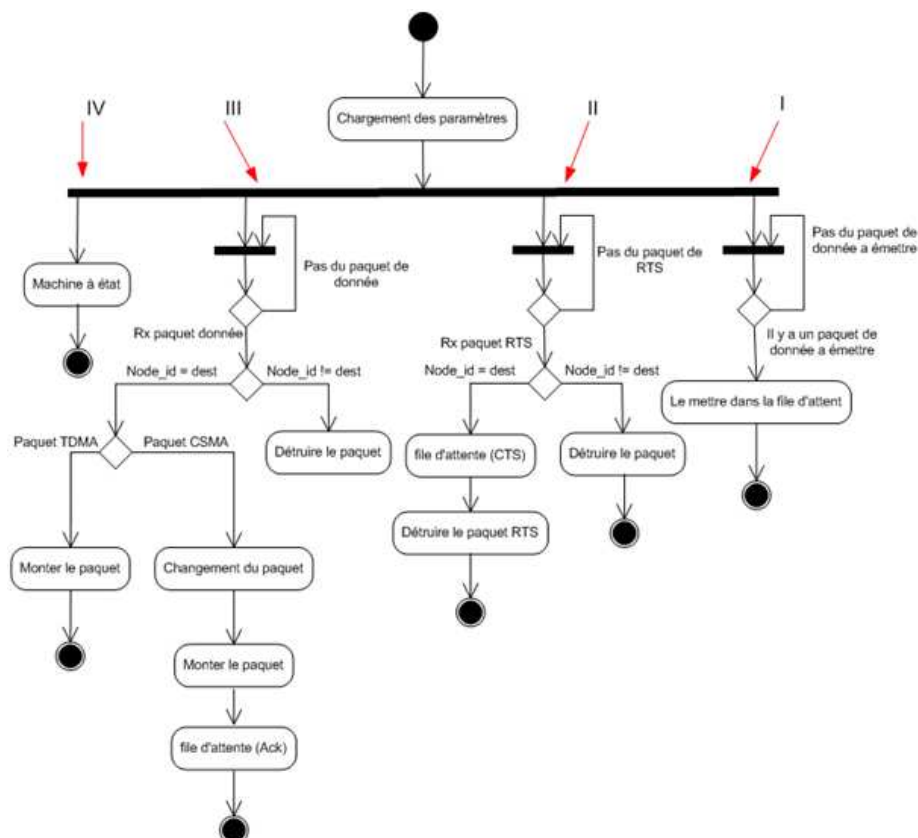 Chargement des paramètres
IV
III
II
I
Machine à état
Pas du paquet de
donnée
Pas du paquet de
RTS
Pas du paquet de
donnée a émettre
Rx paquet donnée
Rx paquet RTS
Il y a un paquet de
donnée a émettre
Node_id = dest
Node_id != dest
Node_id = dest
Node_id != dest
Le mettre dans la file d'attent
Paquet TDMA
Paquet CSMA
Détruire le paquet
file d'attente (CTS)
Détruire le paquet
Détruire le paquet RTS
Monter le paquet
Changement du paquet
Monter le paquet
file d'attente (Ack)